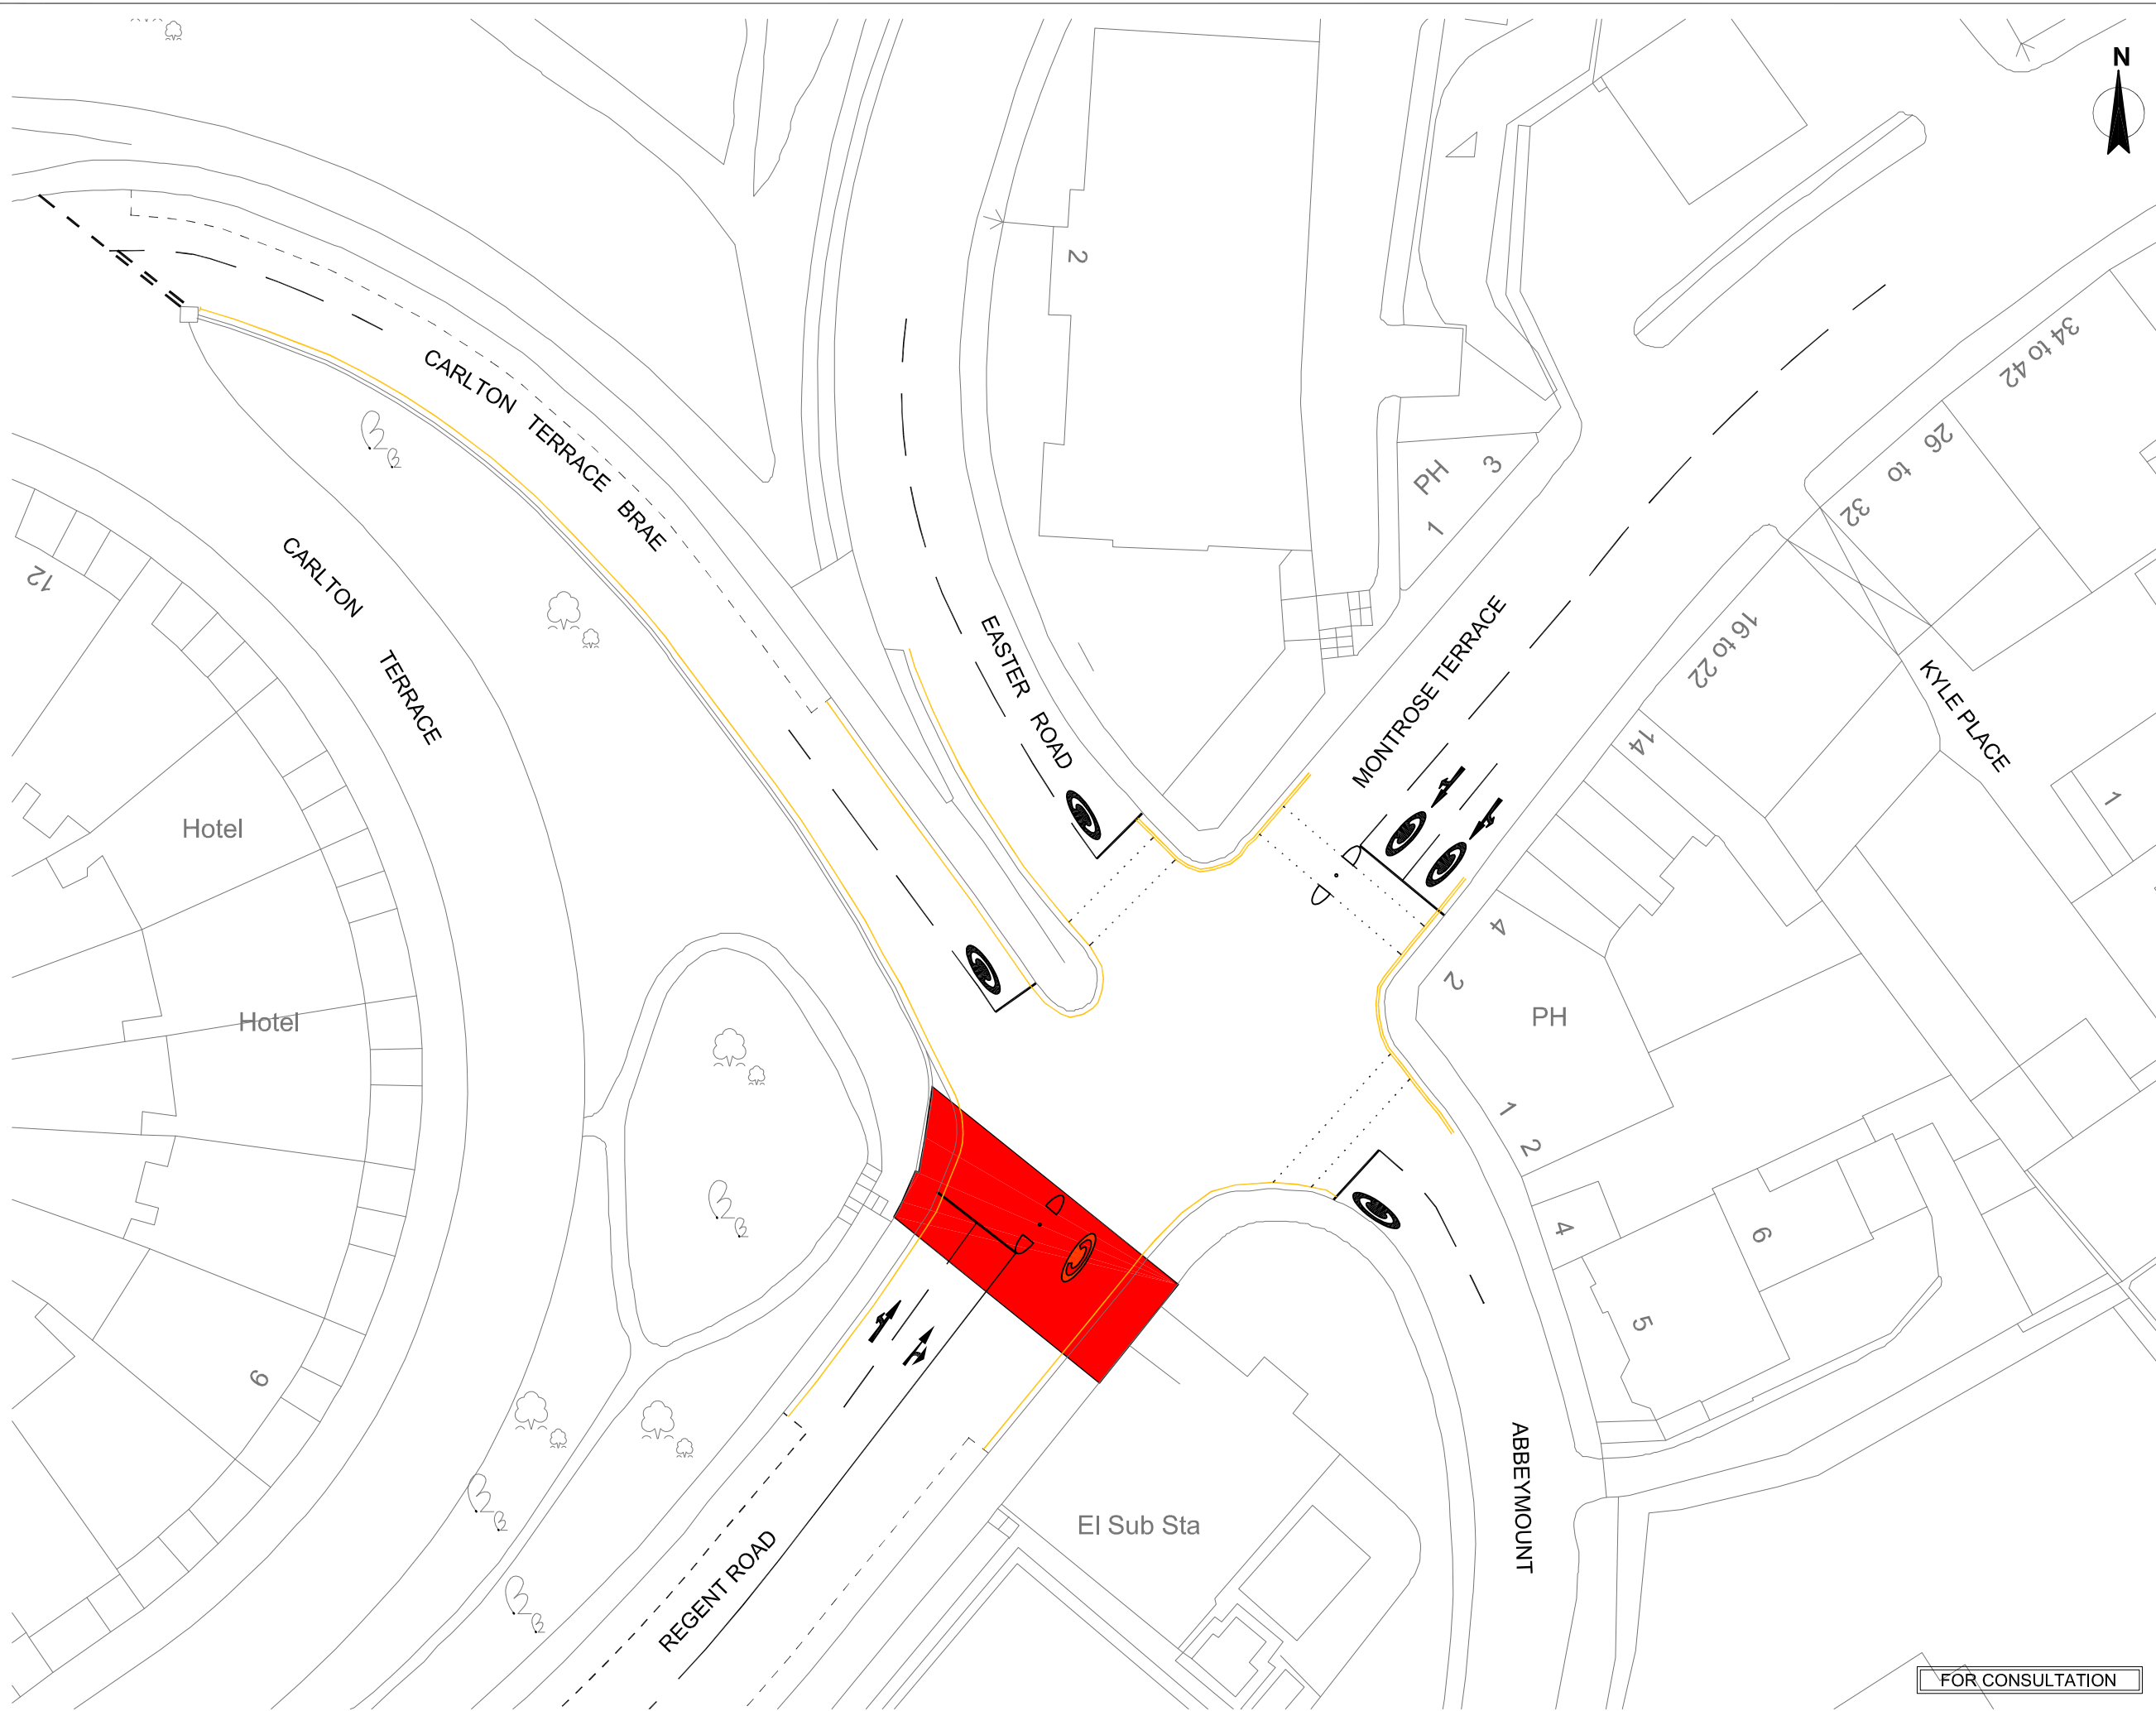 N
2
CARLTON TERRACE BRAE
34 to 42
26
to
32
PH
3
1
CARLTON
TERRACE
12
EASTER ROAD
MONTROSE TERRACE
16 to 22
KYLE PLACE
14
1
Hotel
4
2
PH
Hotel
1
2
4
6
5
9
ABBEYMOUNT
El Sub Sta
REGENT ROAD
FOR CONSULTATION